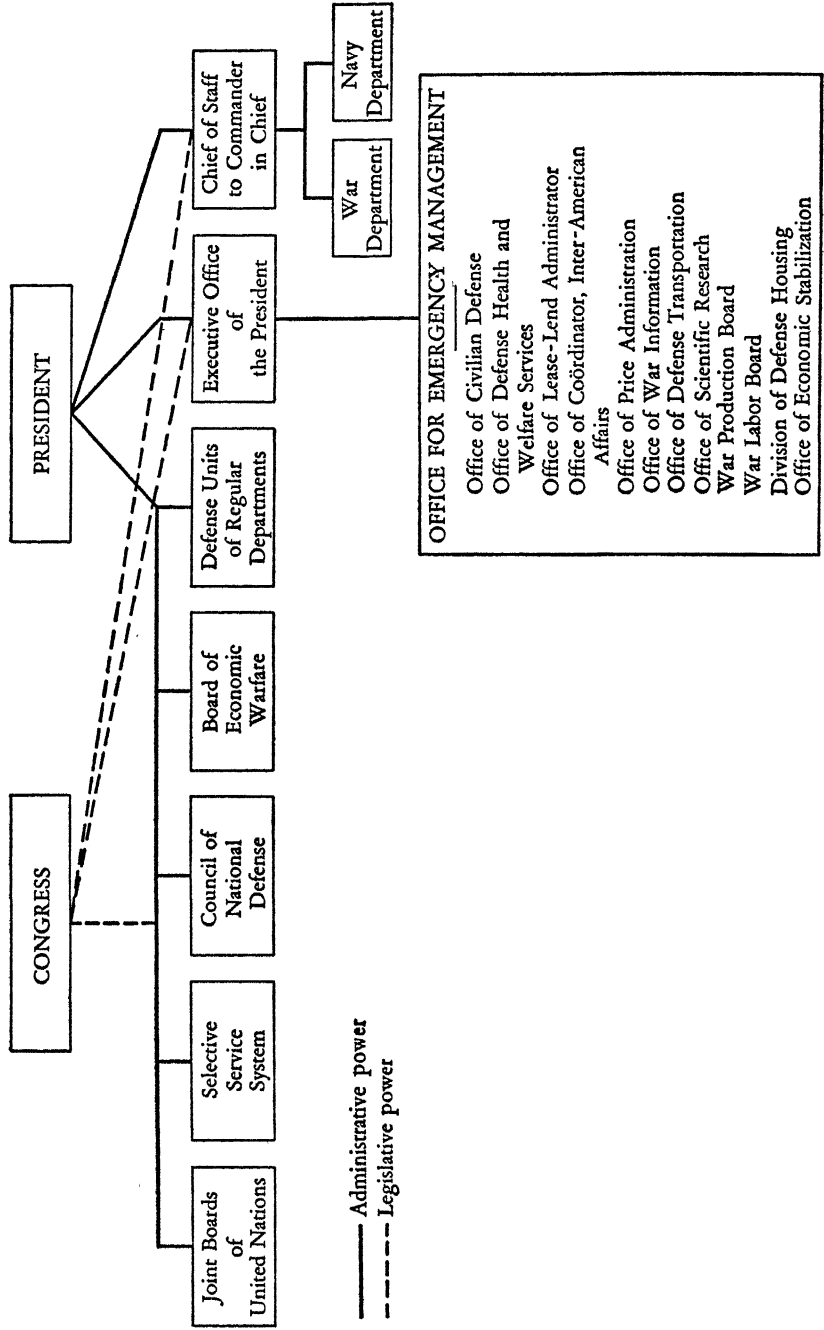 CONGRESS
PRESIDENT
Joint Boards
of
United Nations
Selective
Service
System
Council of
National
Defense
Board of
Economic
Warfare
Defense Units
of Regular
Departments
Executive Office
of
the President
Chief of Staff
to Commander
in Chief
War
Department
Navy
Department
Administrative power
Legislative power
OFFICE FOR EMERGENCY MANAGEMENT
Office of Civilian Defense
Office of Defense Health and
Welfare Services
Office of Lease-Lend Administrator
Office of Coördinator, Inter-American
Affairs
Office of Price Administration
Office of War Information
Office of Defense Transportation
Office of Scientific Research
War Production Board
War Labor Board
Division of Defense Housing
Office of Economic Stabilization